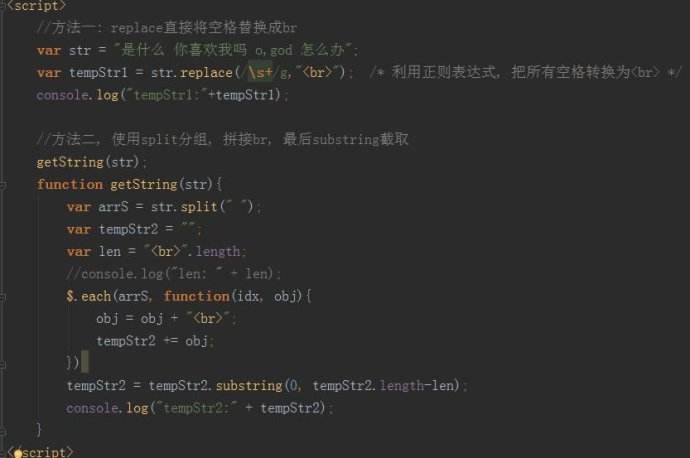 <script>
//方法一: replace直接将空格替换成br
var str = "是什么 你喜欢我吗 o,god 怎么办";
var tempStr1 = str.replace(/\s+/g,"<br>");  /* 利用正则表达式, 把所有空格转换为<br> */
console.log("tempStr1:"+tempStr1);
//方法二, 使用split分组, 拼接br, 最后substring截取
getString(str);
function getString(str){
var arrS = str.split(" ");
var tempStr2 = "";
var len = "<br>".length;
//console.log("len: " + len);
$.each(arrS, function(idx, obj){
obj = obj + "<br>";
tempStr2 += obj;
})
tempStr2 = tempStr2.substring(0, tempStr2.length-len);
console.log("tempStr2:" + tempStr2);
}
</script>